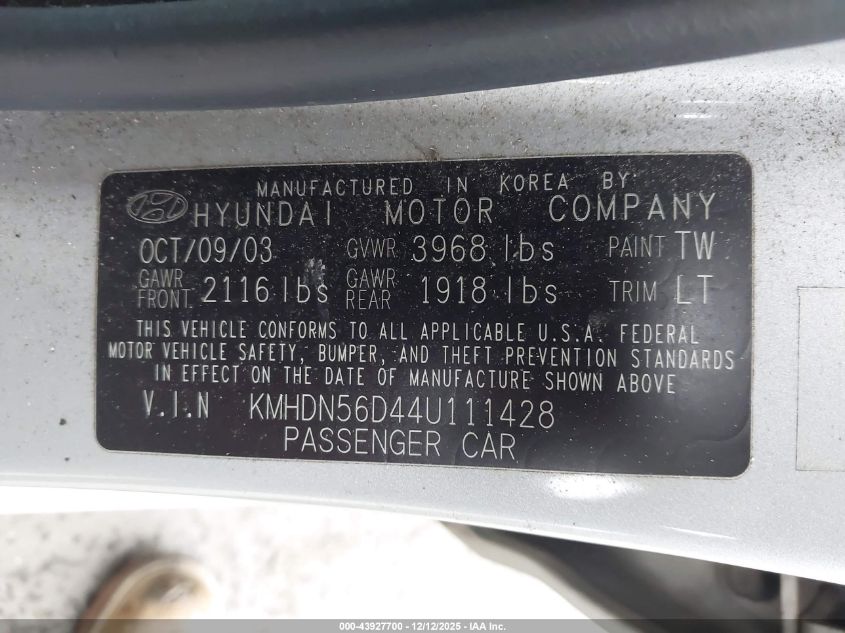 MANUFACTURED IN KOREA BY:
HYUNDAI MOTOR COMPANY
OCT/09/03 GVWR 3968 lbs PAINT TW
GAWR FRONT 2116 lbs GAWR REAR 1918 lbs TRIM LT
THIS VEHICLE CONFORMS TO ALL APPLICABLE U.S.A. FEDERAL
MOTOR VEHICLE SAFETY, BUMPER, AND THEFT PREVENTION STANDARDS
IN EFFECT ON THE DATE OF MANUFACTURE SHOWN ABOVE
V.I.N KMHDN56D44U111428
PASSENGER CAR
000-43927700 - 12/12/2025 - IAA Inc.